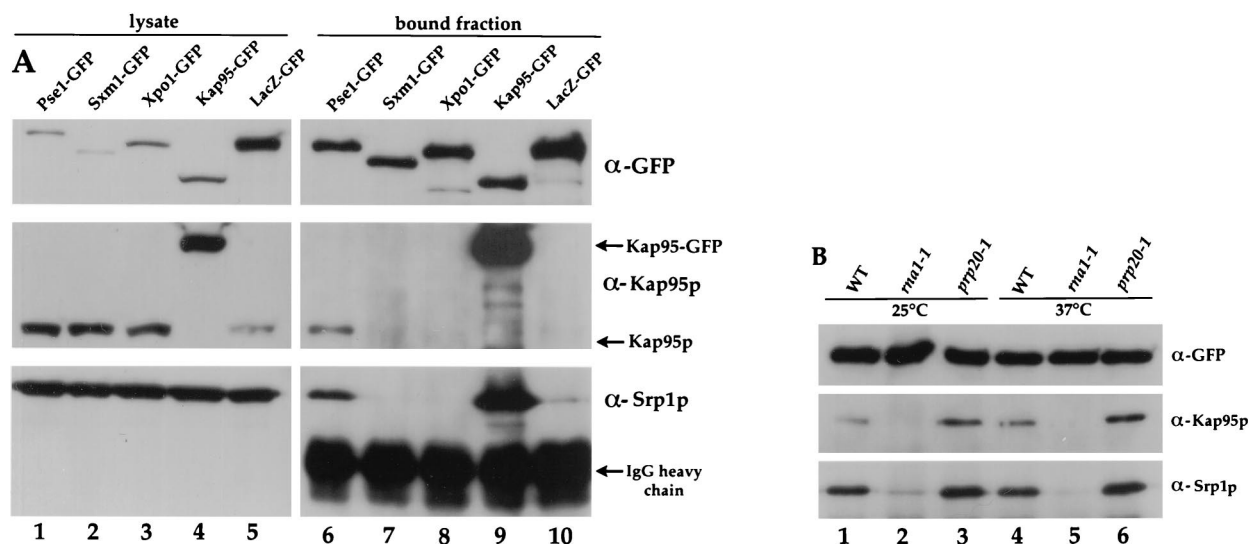 lysate
bound fraction
A
Pse1-GFP
Sxm1-GFP
Xpo1-GFP
Kap95-GFP
LacZ-GFP
Pse1-GFP
Sxm1-GFP
Xpo1-GFP
Kap95-GFP
LacZ-GFP
α-GFP
Kap95-GFP
α-Kap95p
Kap95p
α- Srp1p
IgG heavy
chain
1 2 3 4 5 6 7 8 9 10
B
WT
rna1-1
prp20-1
WT
rna1-1
prp20-1
25°C
37°C
α-GFP
α-Kap95p
α- Srp1p
1 2 3 4 5 6